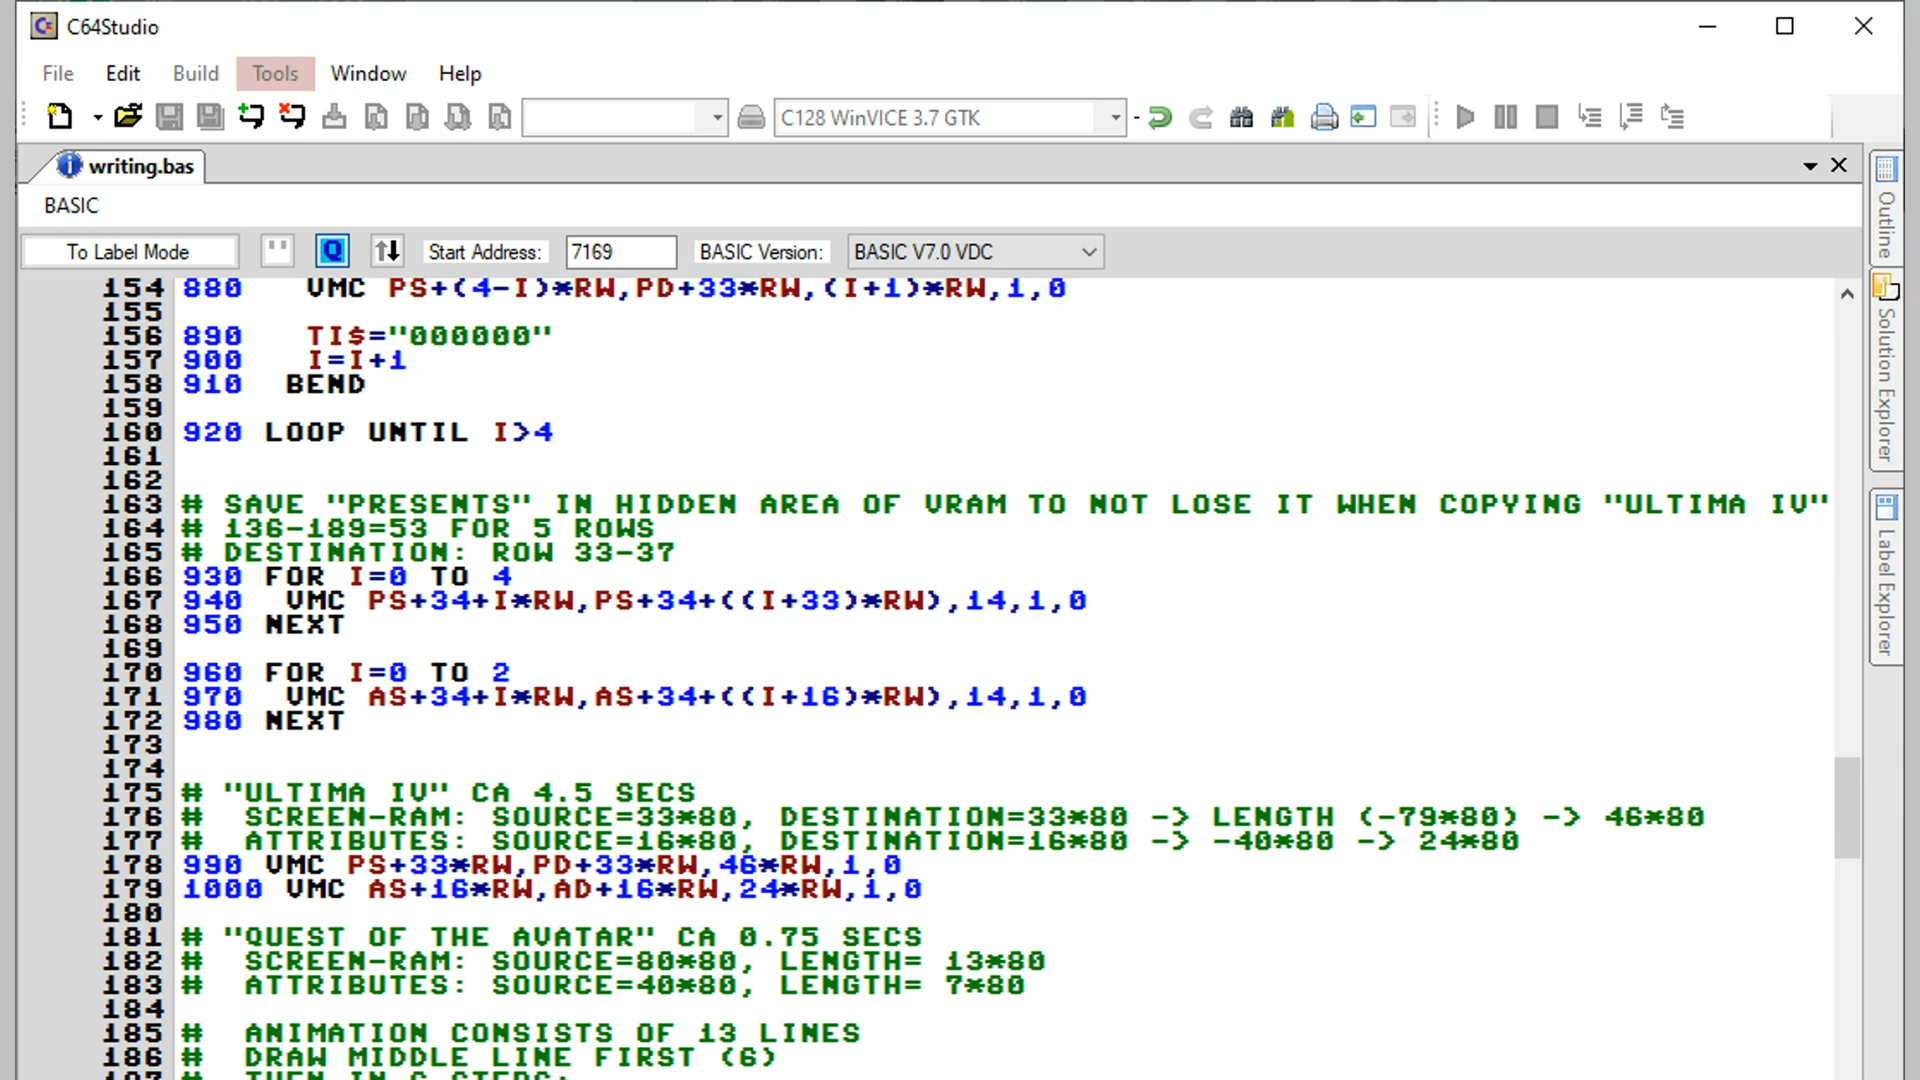 C64Studio
File Edit Build Tools Window Help
C128 WinVICE 3.7 GTK
writing.bas
BASIC
To Label Mode Q Start Address: 7169 BASIC Version: BASIC V7.0 VDC
154 880 VMC PS+(4-I)*RW,PD+33*RW,(I+1)*RW,1,0
155
156 890 TI$="000000"
157 900 I=I+1
158 910 BEND
159
160 920 LOOP UNTIL I>4
161
162
163 # SAVE "PRESENTS" IN HIDDEN AREA OF VRAM TO NOT LOSE IT WHEN COPYING "ULTIMA IV"
164 # 136-189=53 FOR 5 ROWS
165 # DESTINATION: ROW 33-37
166 930 FOR I=0 TO 4
167 940 VMC PS+34+I*RW,PS+34+((I+33)*RW),14,1,0
168 950 NEXT
169
170 960 FOR I=0 TO 2
171 970 VMC AS+34+I*RW,AS+34+((I+16)*RW),14,1,0
172 980 NEXT
173
174
175 # "ULTIMA IV" CA 4.5 SECS
176 # SCREEN-RAM: SOURCE=33*80, DESTINATION=33*80 -> LENGTH (-79*80) -> 46*80
177 # ATTRIBUTES: SOURCE=16*80, DESTINATION=16*80 -> -40*80 -> 24*80
178 990 VMC PS+33*RW,PD+33*RW,46*RW,1,0
179 1000 VMC AS+16*RW,AD+16*RW,24*RW,1,0
180
181 # "QUEST OF THE AVATAR" CA 0.75 SECS
182 # SCREEN-RAM: SOURCE=80*80, LENGTH= 13*80
183 # ATTRIBUTES: SOURCE=40*80, LENGTH= 7*80
184
185 # ANIMATION CONSISTS OF 13 LINES
186 # DRAW MIDDLE LINE FIRST (6)
Outline
Solution Explorer
Label Explorer